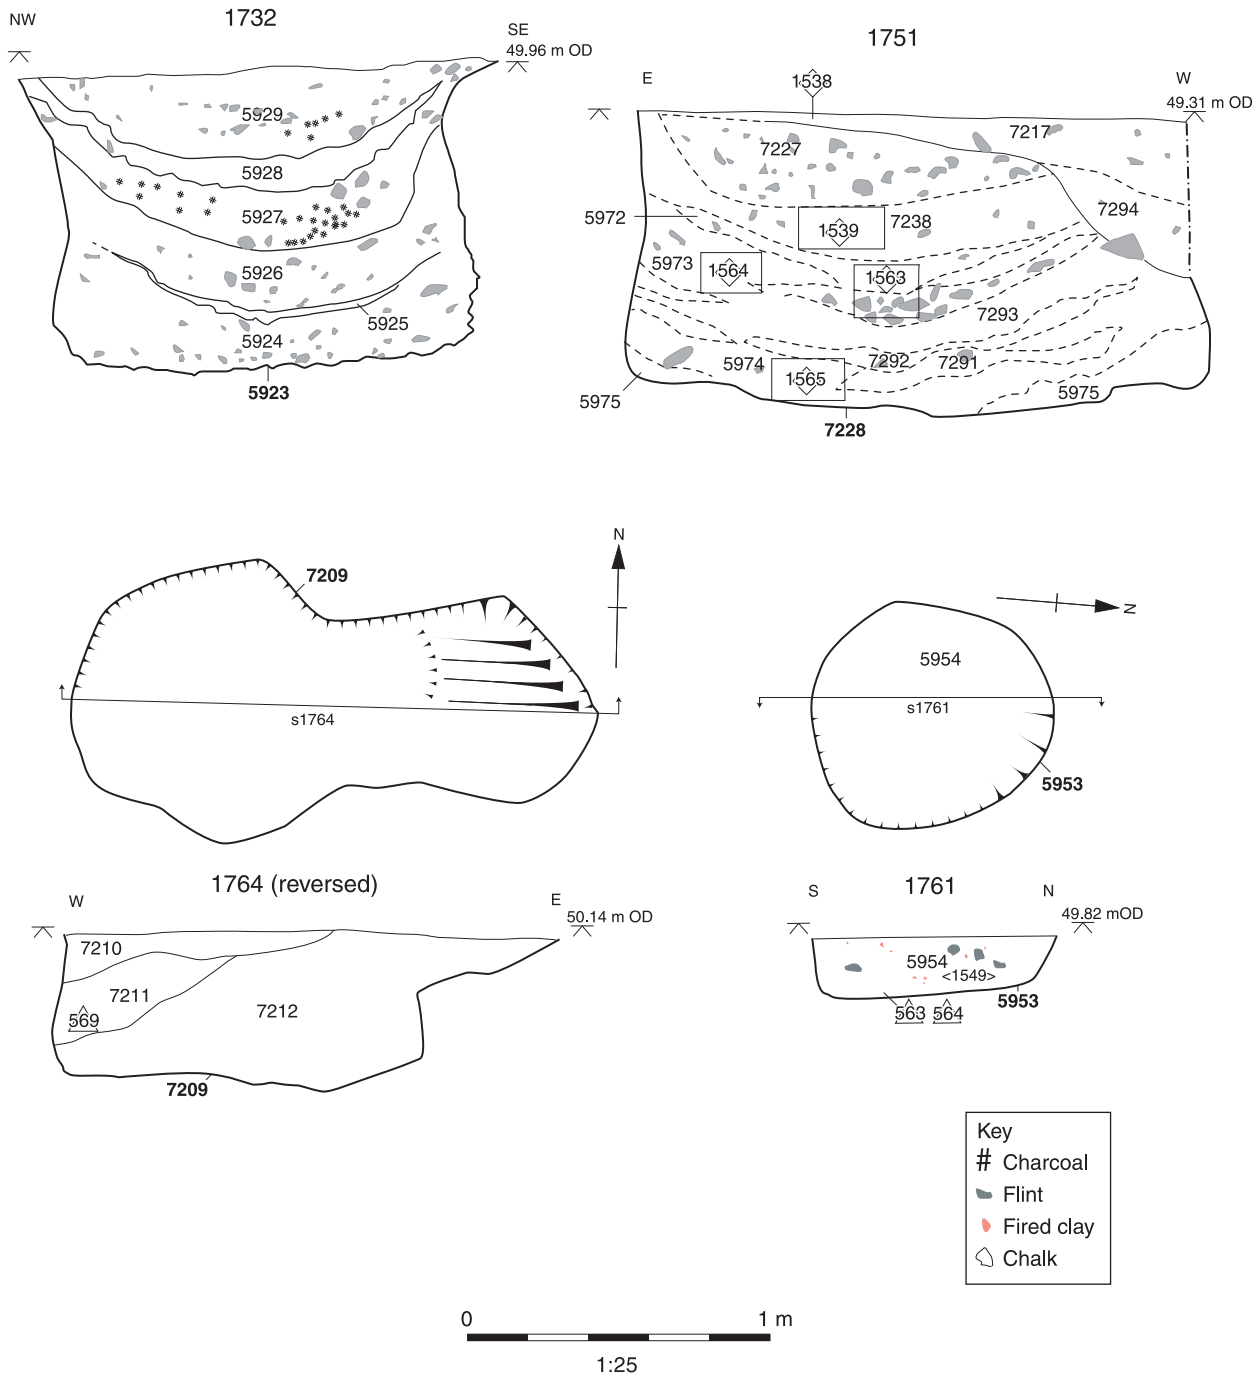 1732
NW
SE
49.96 m OD
5929
5928
5927
5926
5925
5924
5923
1751
E
W
49.31 m OD
1538
7217
7227
5972
7238
7294
1539
5973
1564
1563
7293
5974
7292
7291
1565
5975
5975
7228
7209
N
s1764
5954
N
s1761
5953
1764 (reversed)
W
E
50.14 m OD
7210
7211
569
7212
7209
1761
S
N
49.82 mOD
5954
<1549>
5953
563
564
Key
# Charcoal
Flint
Fired clay
Chalk
0
1 m
1:25